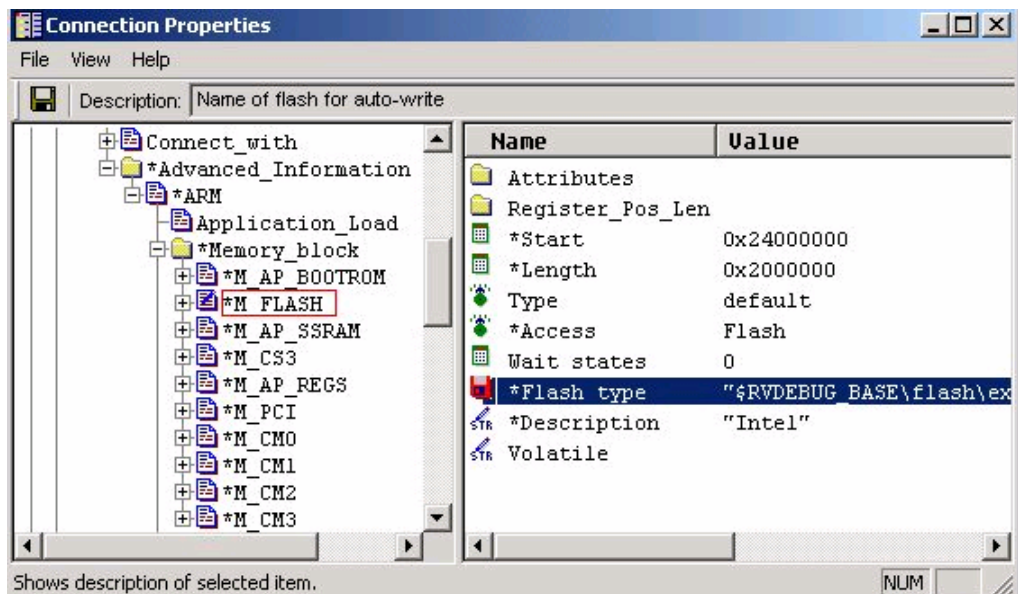 Connection Properties
File View Help
Description: Name of flash for auto-write
Connect_with
*Advanced_Information
*ARM
Application_Load
*Memory_block
*M_AP_BOOTROM
*M_FLASH
*M_AP_SSRAM
*M_CS3
*M_AP_REGS
*M_PCI
*M_CM0
*M_CM1
*M_CM2
*M_CM3
Name Value
Attributes
Register_Pos_Len
*Start 0x24000000
*Length 0x2000000
Type default
*Access Flash
Wait states 0
*Flash type "$RVDEBUG_BASE\flash\ex
STR *Description "Intel"
STR Volatile
Shows description of selected item.
NUM